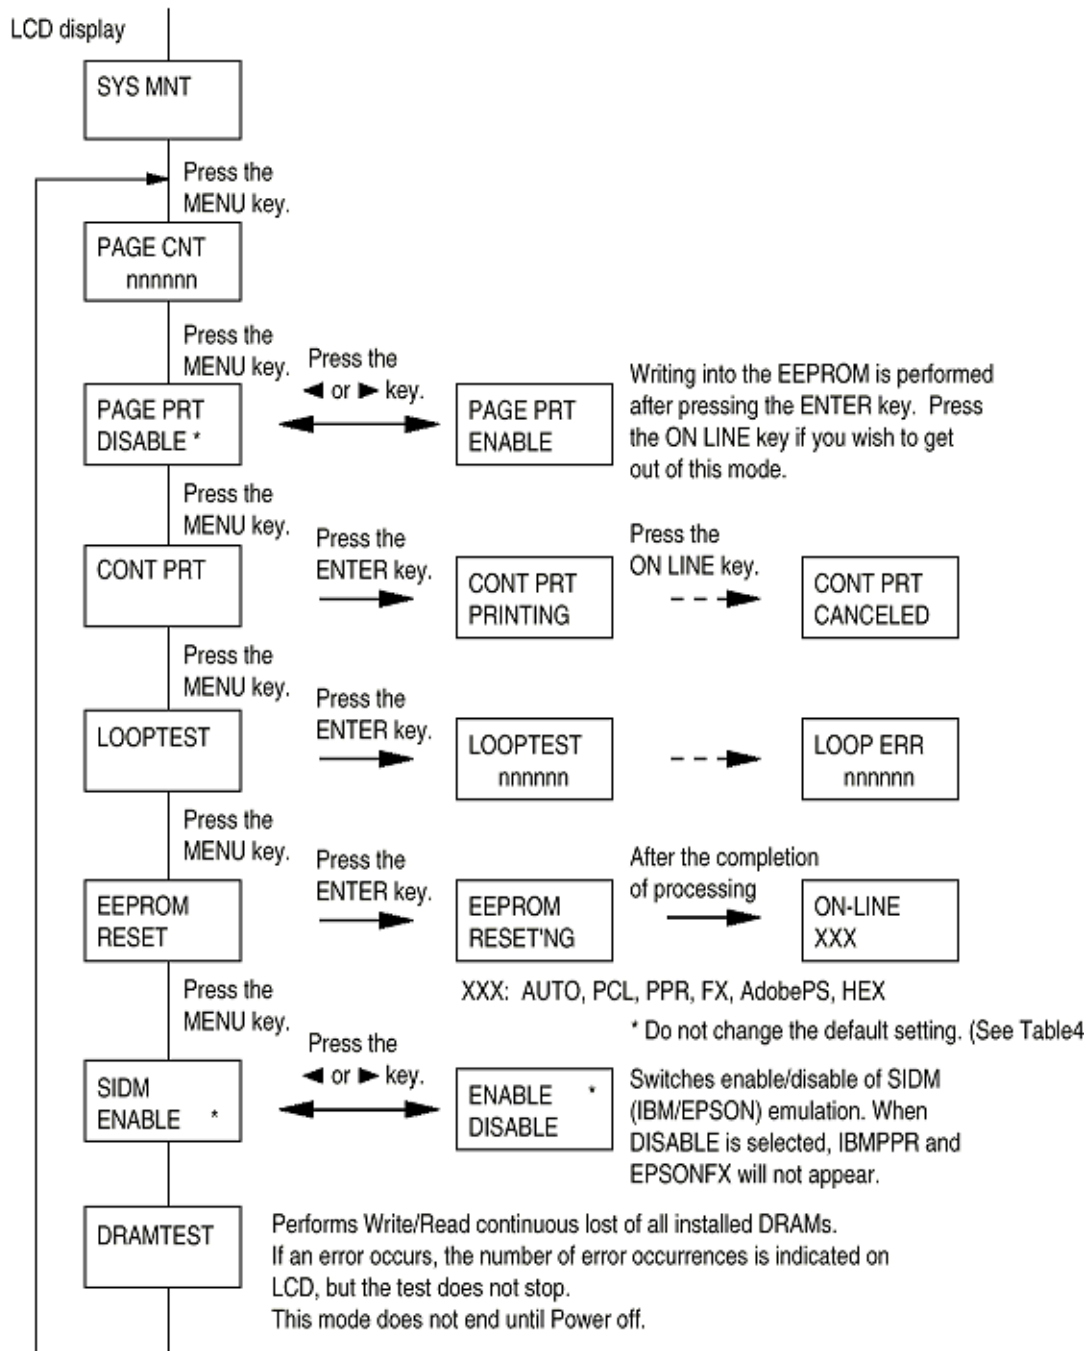 LCD display
SYS MNT
Press the
MENU key.
PAGE CNT
nnnnnn
Press the
MENU key.
Press the
◄ or ► key.
PAGE PRT
DISABLE *
PAGE PRT
ENABLE
Writing into the EEPROM is performed
after pressing the ENTER key. Press
the ON LINE key if you wish to get
out of this mode.
Press the
MENU key.
CONT PRT
Press the
ENTER key.
CONT PRT
PRINTING
Press the
ON LINE key.
CONT PRT
CANCELED
Press the
MENU key.
LOOPTEST
Press the
ENTER key.
LOOPTEST
nnnnnn
LOOP ERR
nnnnnn
Press the
MENU key.
EEPROM
RESET
Press the
ENTER key.
EEPROM
RESET'NG
After the completion
of processing
ON-LINE
XXX
XXX: AUTO, PCL, PPR, FX, AdobePS, HEX
* Do not change the default setting. (See Table4
Press the
MENU key.
SIDM
ENABLE *
Press the
◄ or ► key.
ENABLE *
DISABLE
Switches enable/disable of SIDM
(IBM/EPSON) emulation. When
DISABLE is selected, IBMPPR and
EPSONFX will not appear.
DRAMTEST
Performs Write/Read continuous lost of all installed DRAMs.
If an error occurs, the number of error occurrences is indicated on
LCD, but the test does not stop.
This mode does not end until Power off.